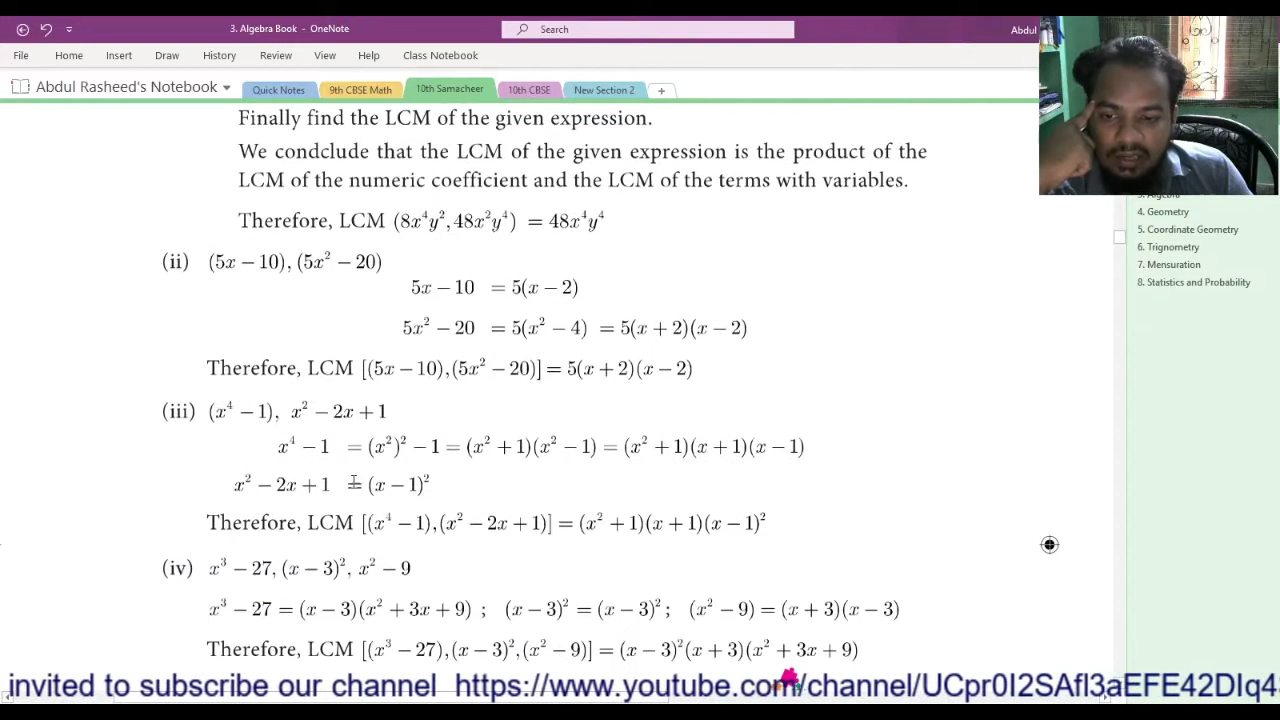 3. Algebra Book - OneNote
Search
Abdul
File Home Insert Draw History Review View Help Class Notebook
Abdul Rasheed's Notebook
Quick Notes 9th CBSE Math 10th Samacheer 10th CBSE New Section 2 +
Finally find the LCM of the given expression.
We condclude that the LCM of the given expression is the product of the
LCM of the numeric coefficient and the LCM of the terms with variables.
Therefore, LCM (8x⁴y², 48x²y⁴) = 48x⁴y⁴
(ii) (5x − 10), (5x² − 20)
5x − 10 = 5(x − 2)
5x² − 20 = 5(x² − 4) = 5(x + 2)(x − 2)
Therefore, LCM [(5x − 10), (5x² − 20)] = 5(x + 2)(x − 2)
(iii) (x⁴ − 1), x² − 2x + 1
x⁴ − 1 = (x²)² − 1 = (x² + 1)(x² − 1) = (x² + 1)(x + 1)(x − 1)
x² − 2x + 1 = (x − 1)²
Therefore, LCM [(x⁴ − 1), (x² − 2x + 1)] = (x² + 1)(x + 1)(x − 1)²
(iv) x³ − 27, (x − 3)², x² − 9
x³ − 27 = (x − 3)(x² + 3x + 9) ; (x − 3)² = (x − 3)² ; (x² − 9) = (x + 3)(x − 3)
Therefore, LCM [(x³ − 27), (x − 3)², (x² − 9)] = (x − 3)²(x + 3)(x² + 3x + 9)
3. Algebra
4. Geometry
5. Coordinate Geometry
6. Trignometry
7. Mensuration
8. Statistics and Probability
invited to subscribe our channel https://www.youtube.com/channel/UCpr0I2SAfl3aEFE42DIq4